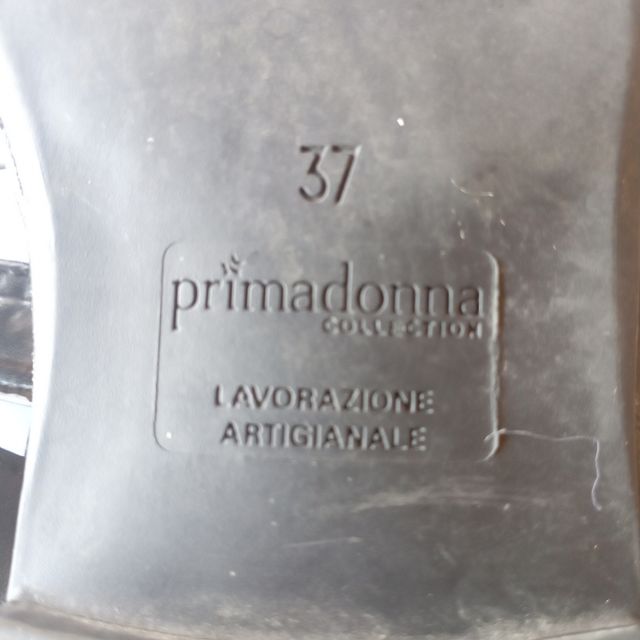 37
primadonna
COLLECTION
LAVORAZIONE
ARTIGIANALE